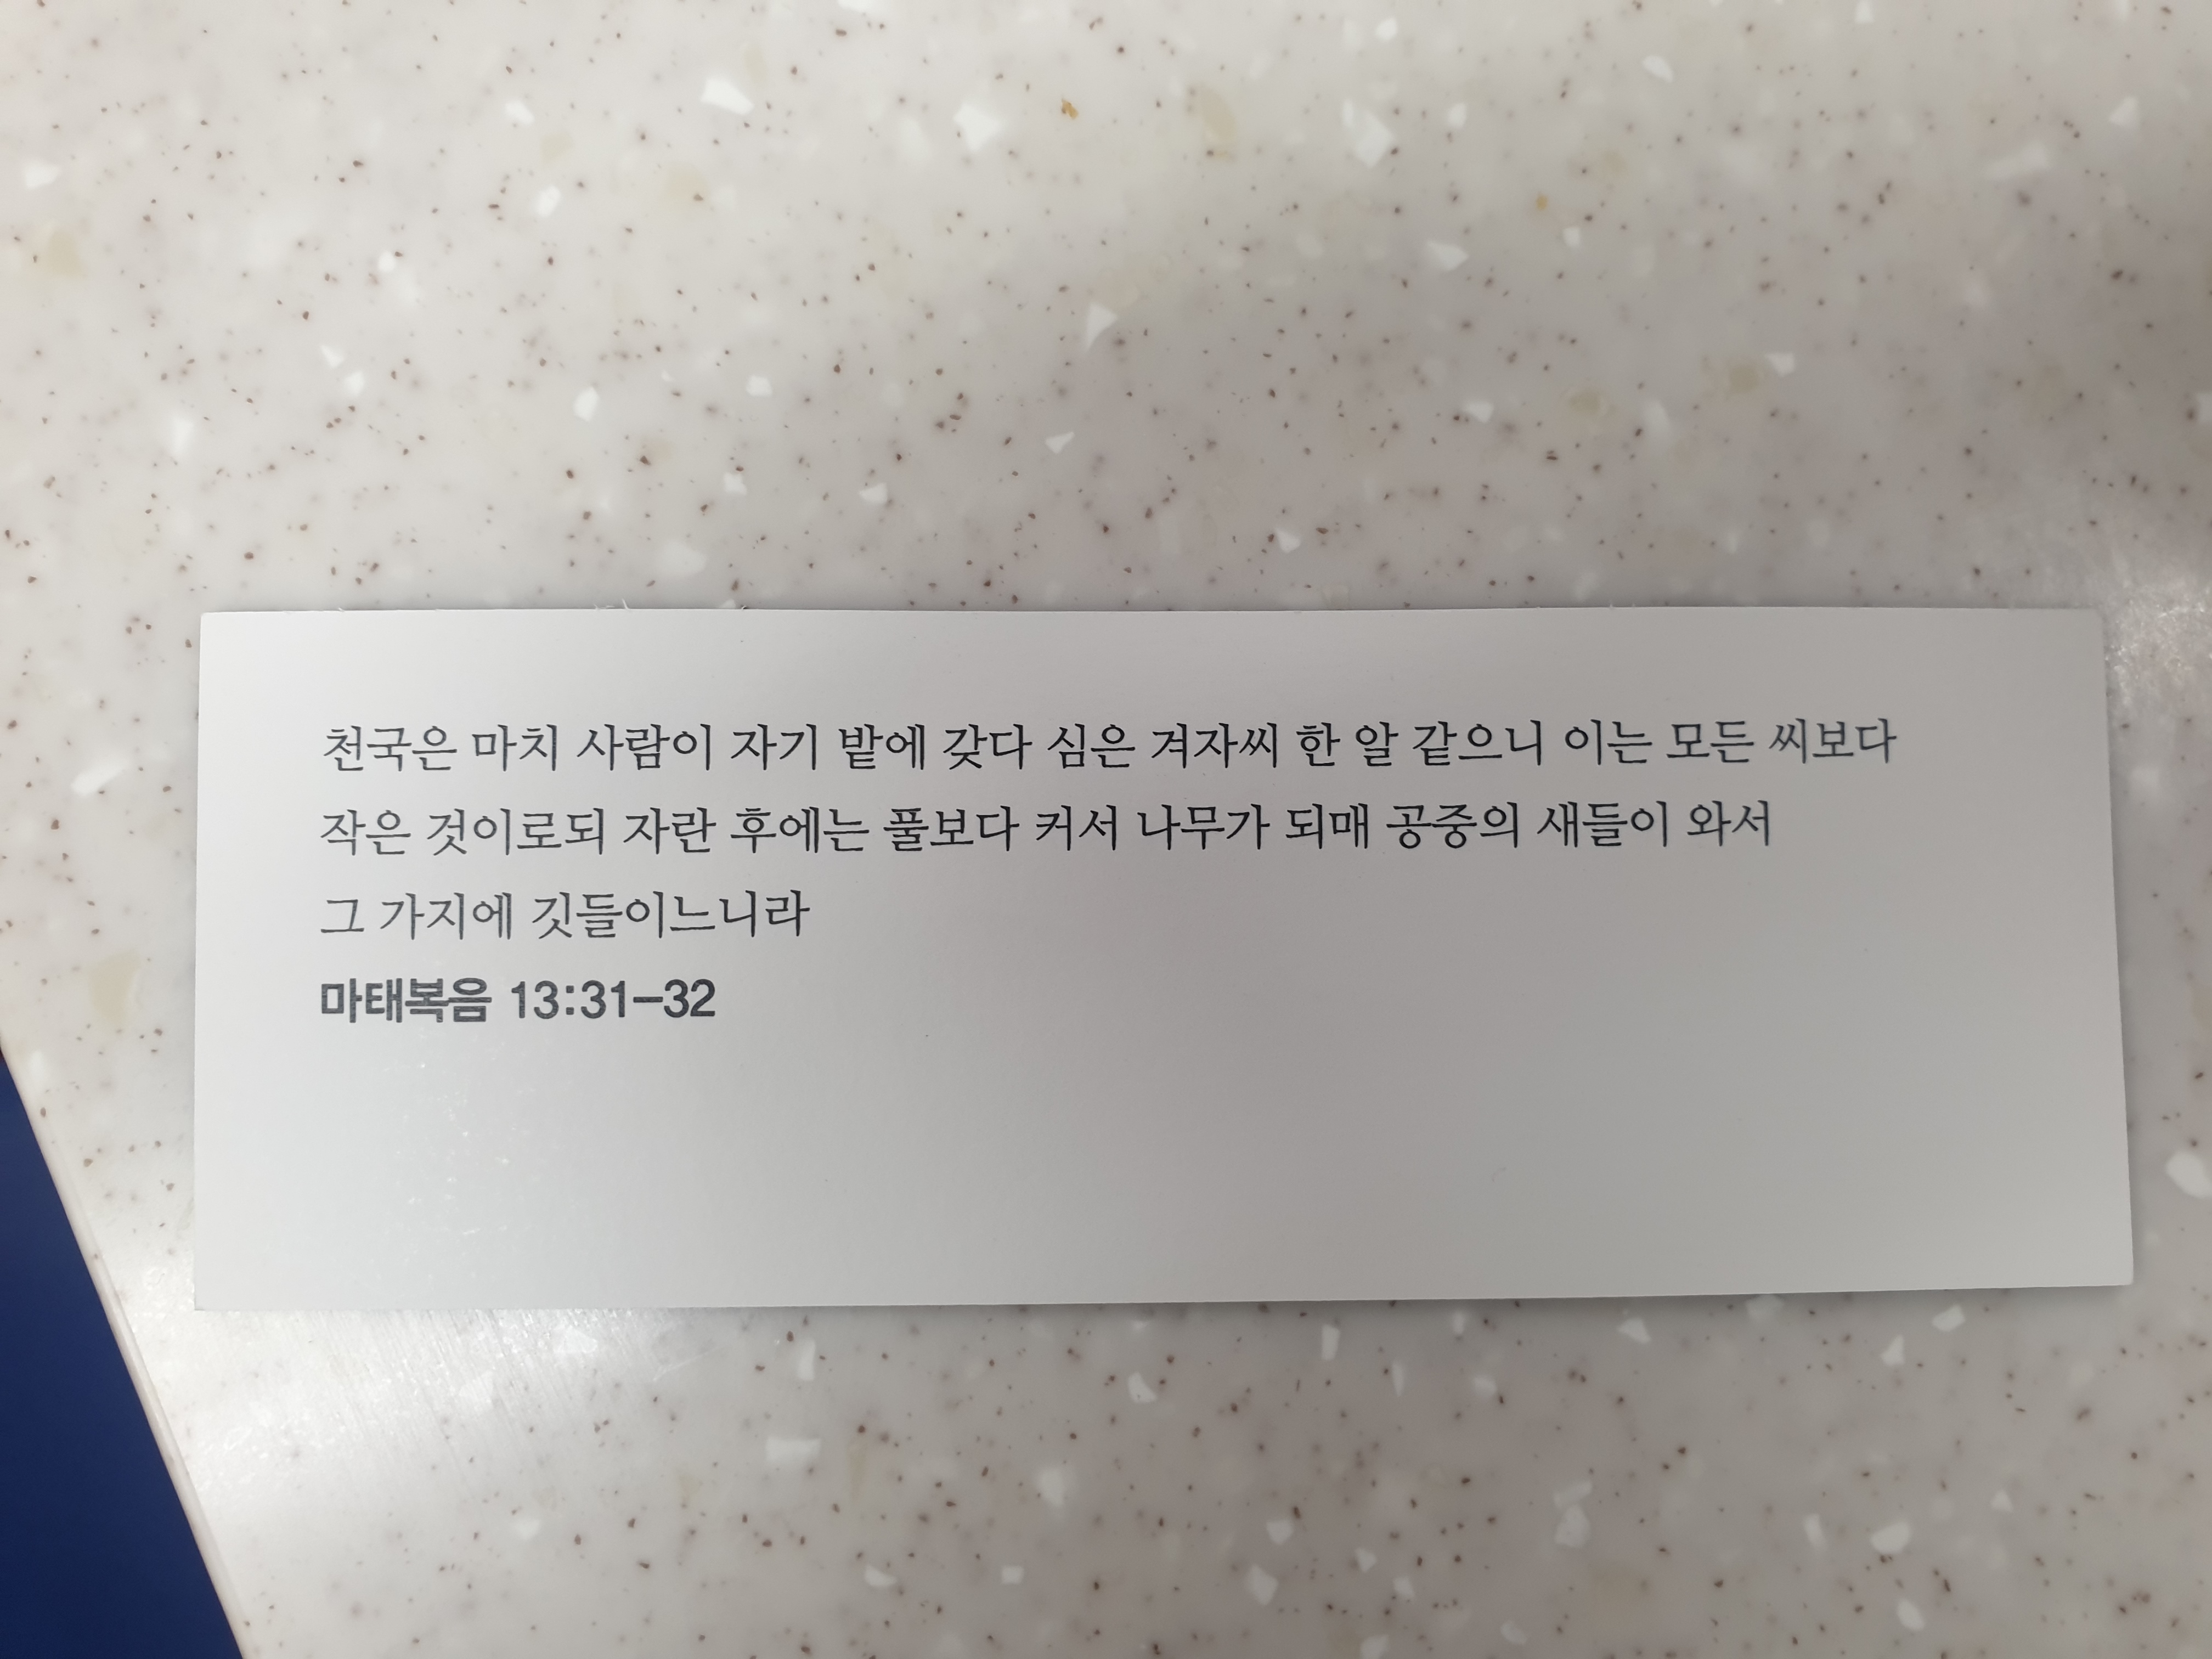 천국은 마치 사람이 자기 밭에 갖다 심은 겨자씨 한 알 같으니 이는 모든 씨보다
작은 것이로되 자란 후에는 풀보다 커서 나무가 되매 공중의 새들이 와서
그 가지에 깃들이느니라
마태복음 13:31–32